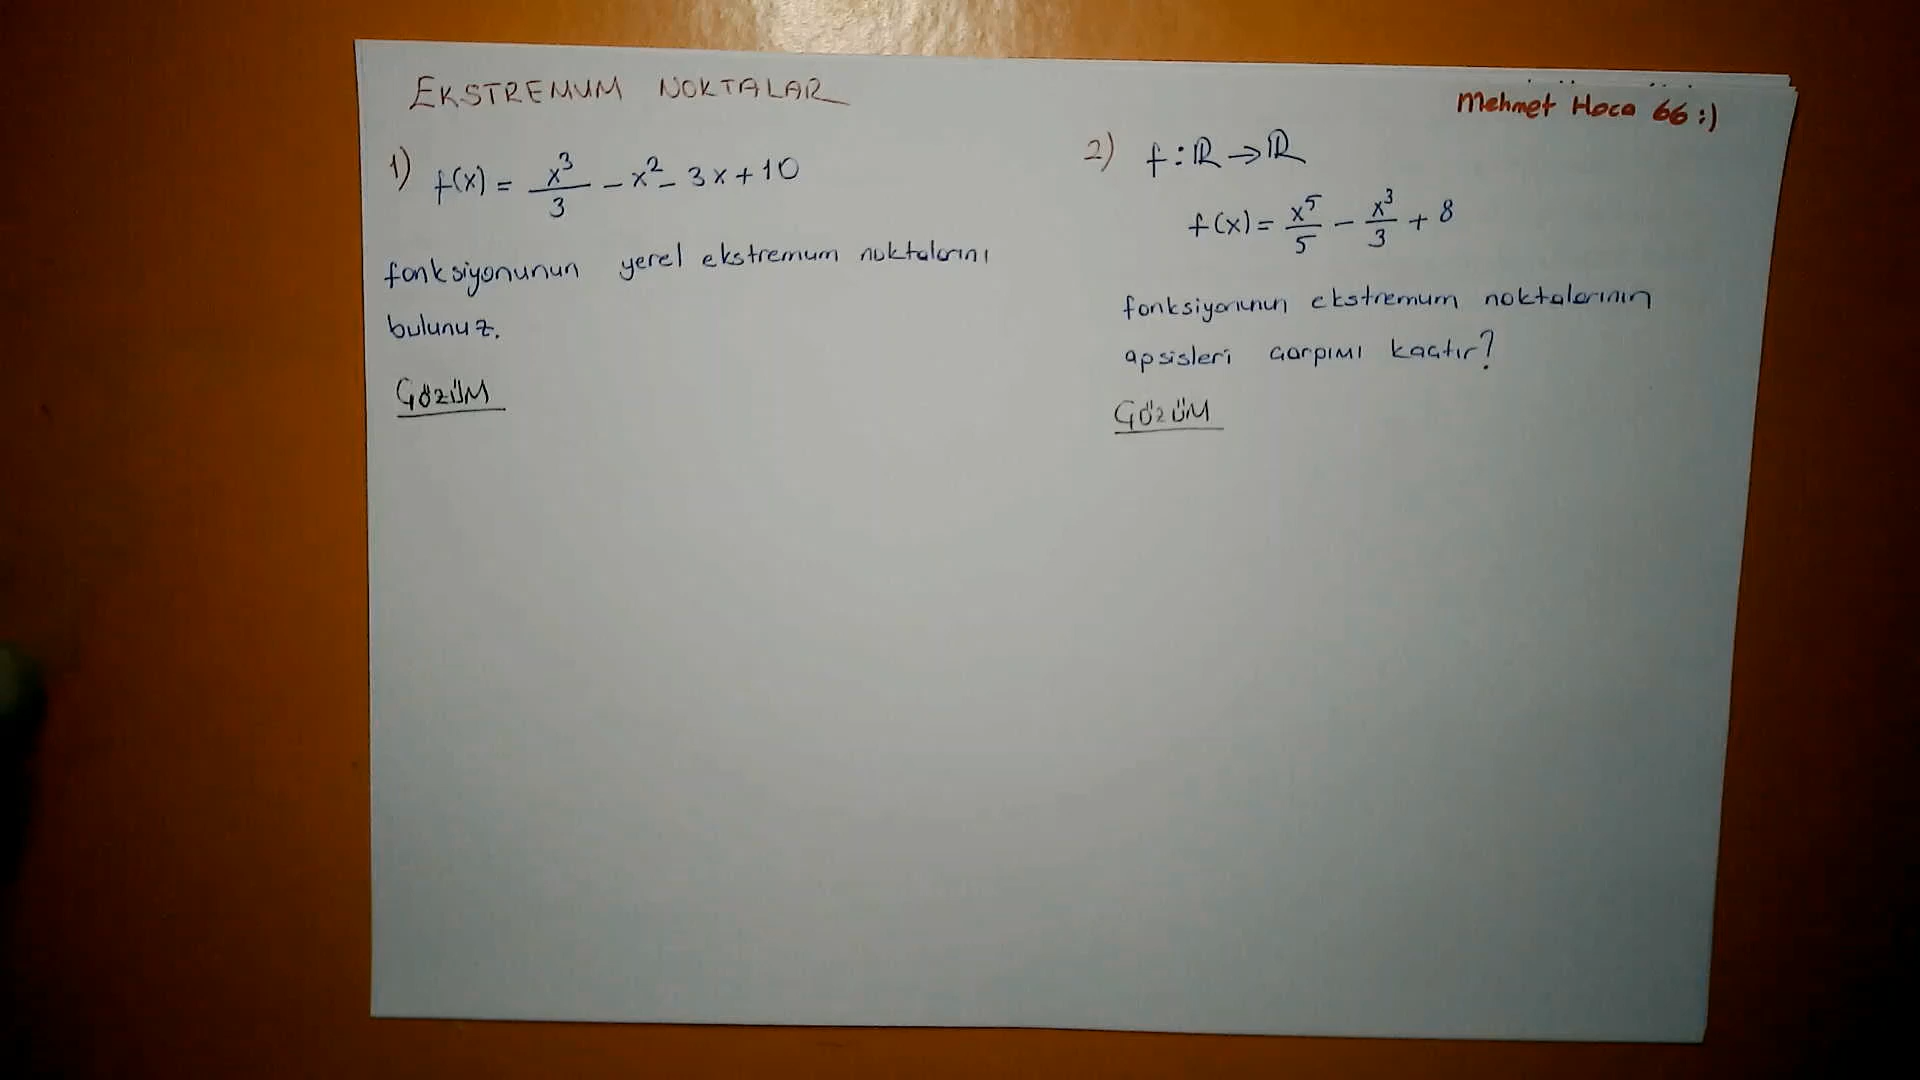 EKSTREMUM NOKTALAR
Mehmet Hoca 66 :)
1) f(x) = x³/3 - x² - 3x + 10
fonksiyonunun yerel ekstremum noktalarını
bulunuz.
ÇÖZÜM
2) f : ℝ → ℝ
f(x) = x⁵/5 - x³/3 + 8
fonksiyonunun ekstremum noktalarının
apsisleri çarpımı kaçtır?
ÇÖZÜM